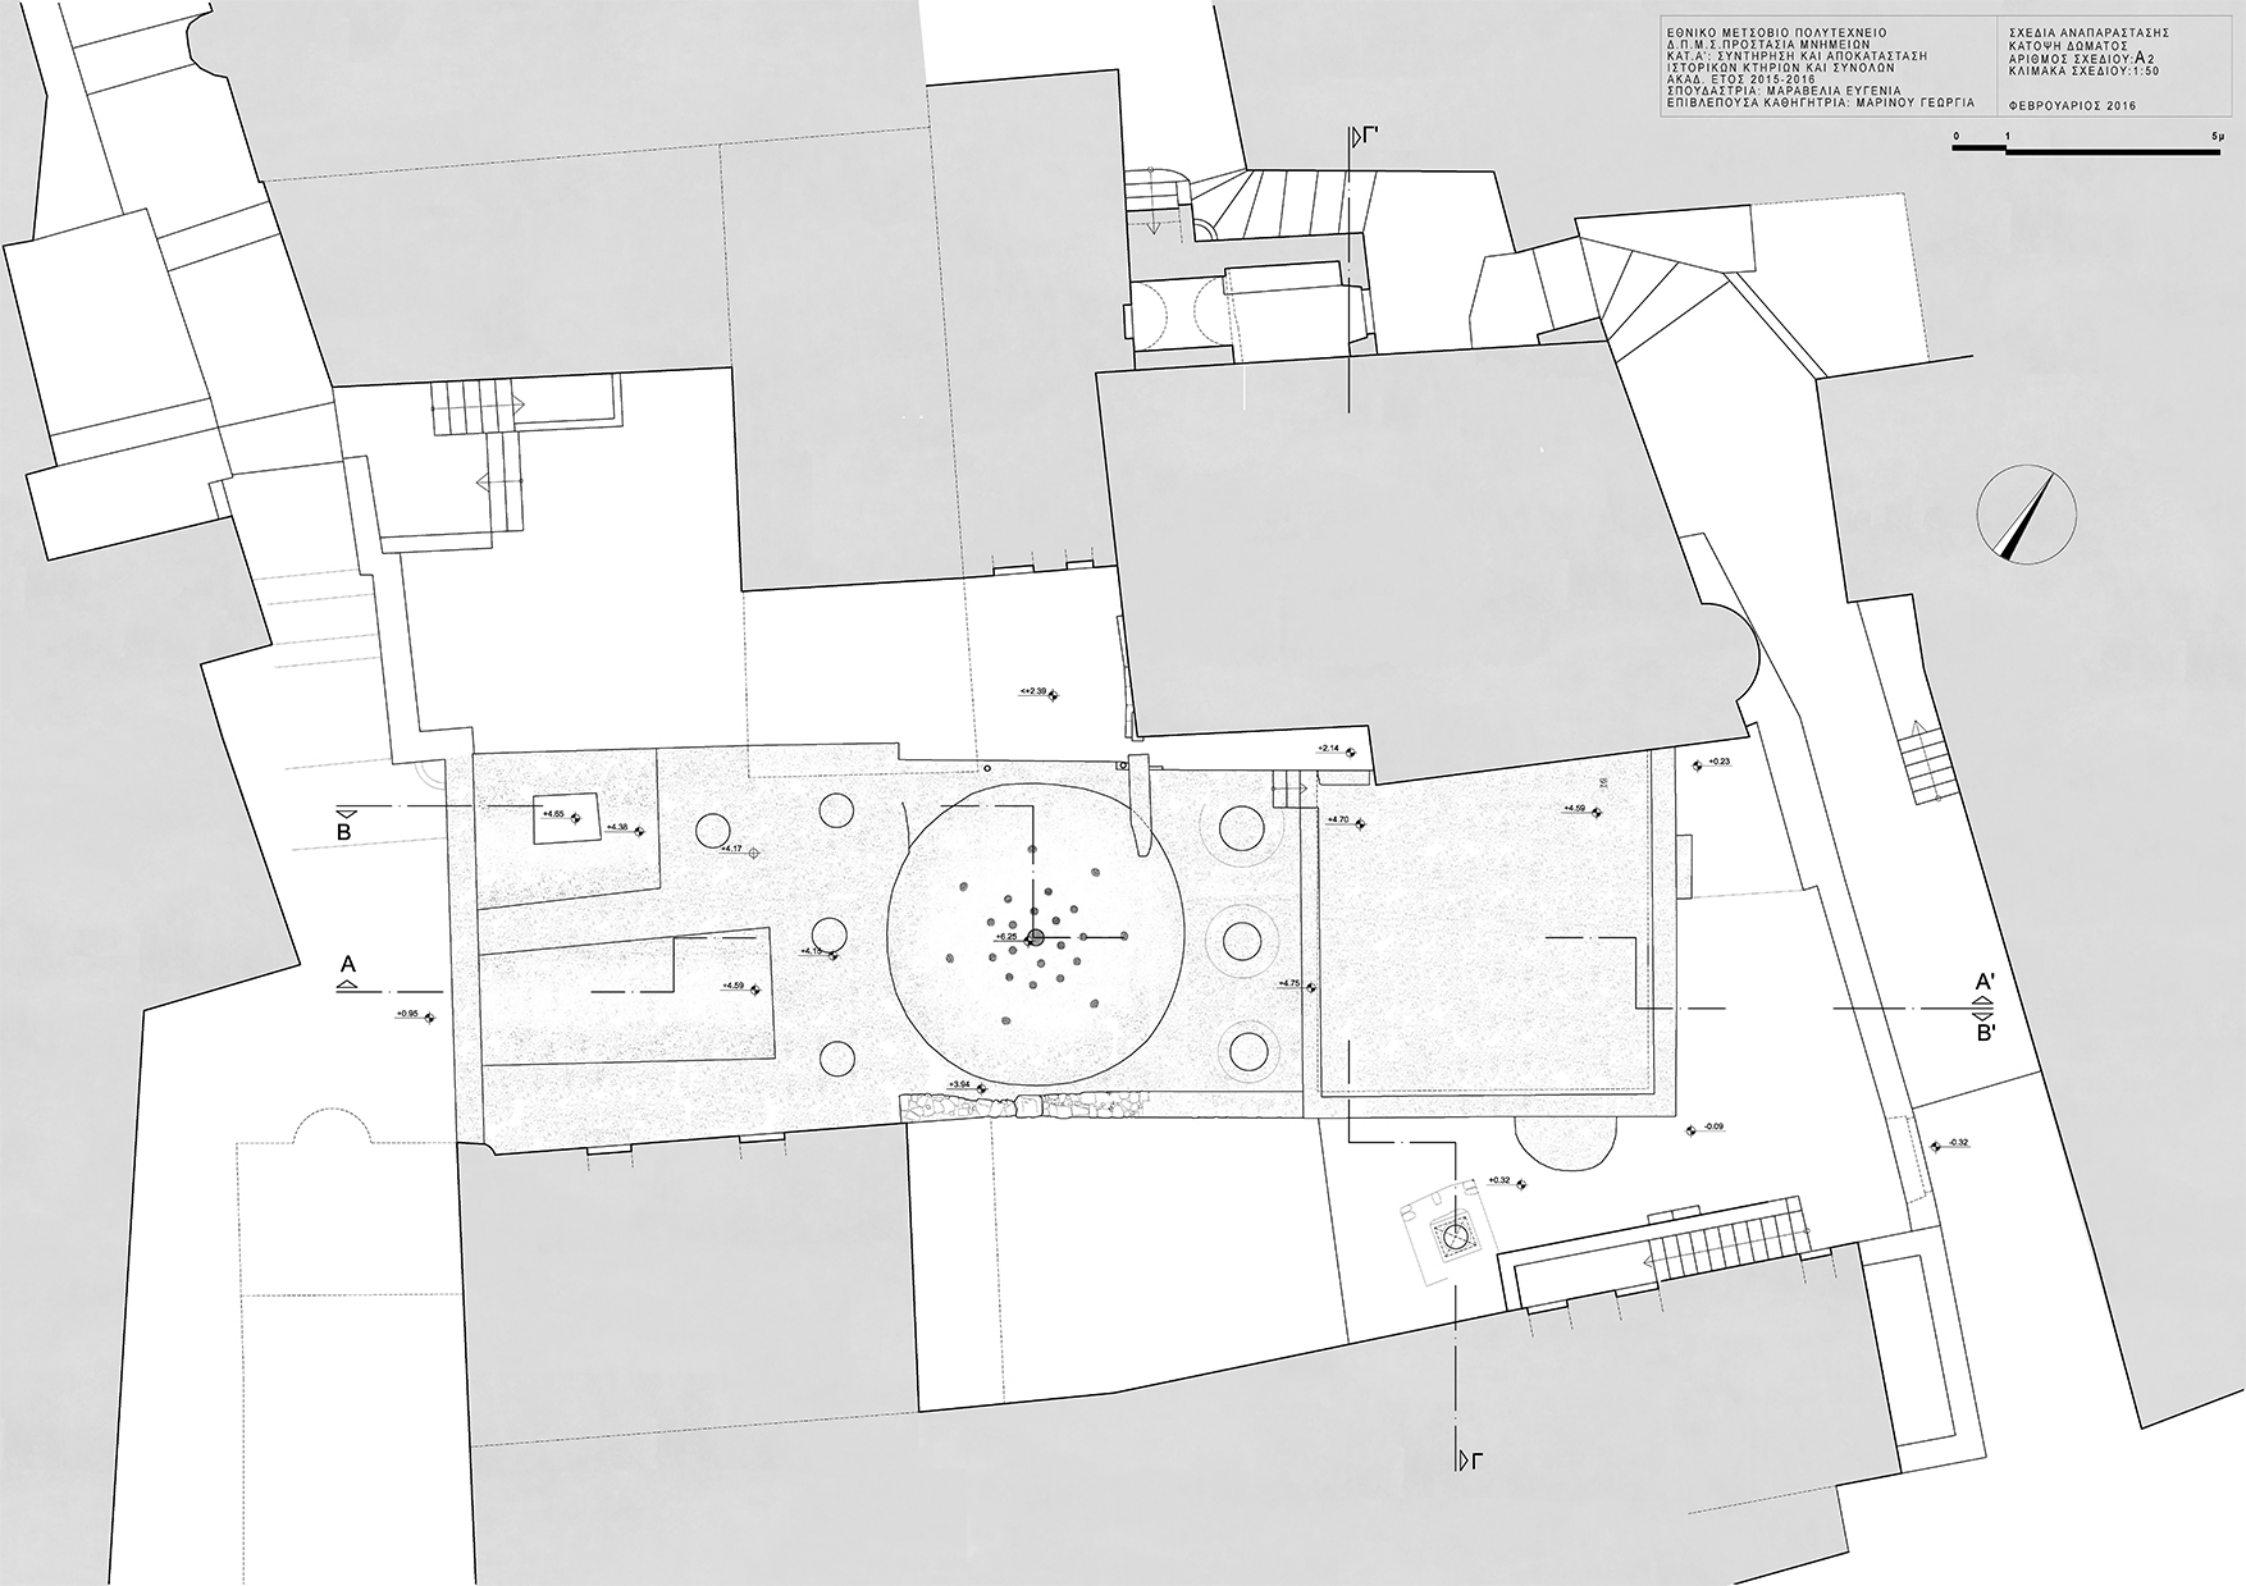 ΕΘΝΙΚΟ ΜΕΤΣΟΒΙΟ ΠΟΛΥΤΕΧΝΕΙΟ
Δ.Π.Μ.Σ.ΠΡΟΣΤΑΣΙΑ ΜΝΗΜΕΙΩΝ
ΚΑΤ.Α': ΣΥΝΤΗΡΗΣΗ ΚΑΙ ΑΠΟΚΑΤΑΣΤΑΣΗ
ΙΣΤΟΡΙΚΩΝ ΚΤΗΡΙΩΝ ΚΑΙ ΣΥΝΟΛΩΝ
ΑΚΑΔ. ΕΤΟΣ 2015-2016
ΣΠΟΥΔΑΣΤΡΙΑ: ΜΑΡΑΒΕΛΙΑ ΕΥΓΕΝΙΑ
ΕΠΙΒΛΕΠΟΥΣΑ ΚΑΘΗΓΗΤΡΙΑ: ΜΑΡΙΝΟΥ ΓΕΩΡΓΙΑ
ΣΧΕΔΙΑ ΑΝΑΠΑΡΑΣΤΑΣΗΣ
ΚΑΤΟΨΗ ΔΩΜΑΤΟΣ
ΑΡΙΘΜΟΣ ΣΧΕΔΙΟΥ:Α2
ΚΛΙΜΑΚΑ ΣΧΕΔΙΟΥ:1:50
ΦΕΒΡΟΥΑΡΙΟΣ 2016
0 1 5μ
Γ'
<+2.39
+2.14
+0.23
Β
+4.65
+4.38
+4.17
+4.70
+4.59
+6.25
+4.15
Α
+4.59
+4.75
Α'
+0.95
Β'
+3.94
-0.09
-0.32
+0.32
Γ